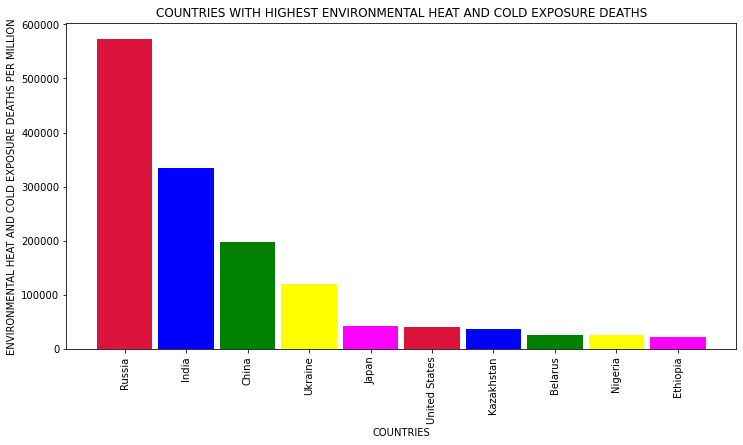 COUNTRIES WITH HIGHEST ENVIRONMENTAL HEAT AND COLD EXPOSURE DEATHS
ENVIRONMENTAL HEAT AND COLD EXPOSURE DEATHS PER MILLION
600000
500000
400000
300000
200000
100000
0
Russia
India
China
Ukraine
Japan
United States
Kazakhstan
Belarus
Nigeria
Ethiopia
COUNTRIES